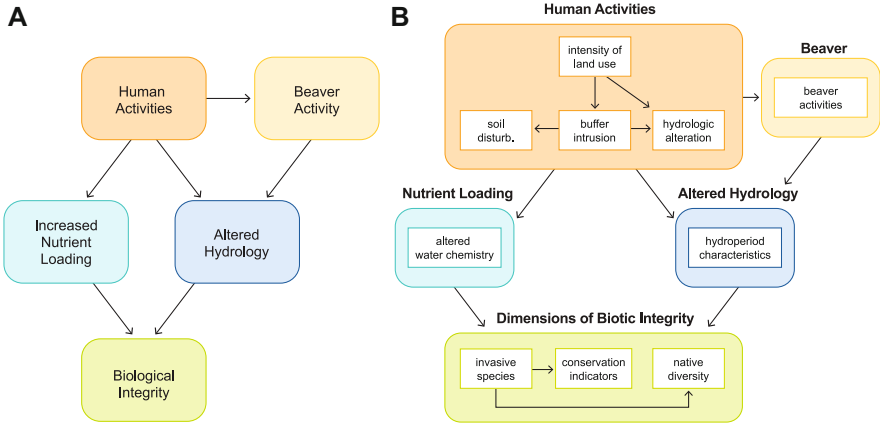 A
Human
Activities
Beaver
Activity
Increased
Nutrient
Loading
Altered
Hydrology
Biological
Integrity
B
Human Activities
intensity of
land use
soil
disturb.
buffer
intrusion
hydrologic
alteration
Beaver
beaver
activities
Nutrient Loading
altered
water chemistry
Altered Hydrology
hydroperiod
characteristics
Dimensions of Biotic Integrity
invasive
species
conservation
indicators
native
diversity